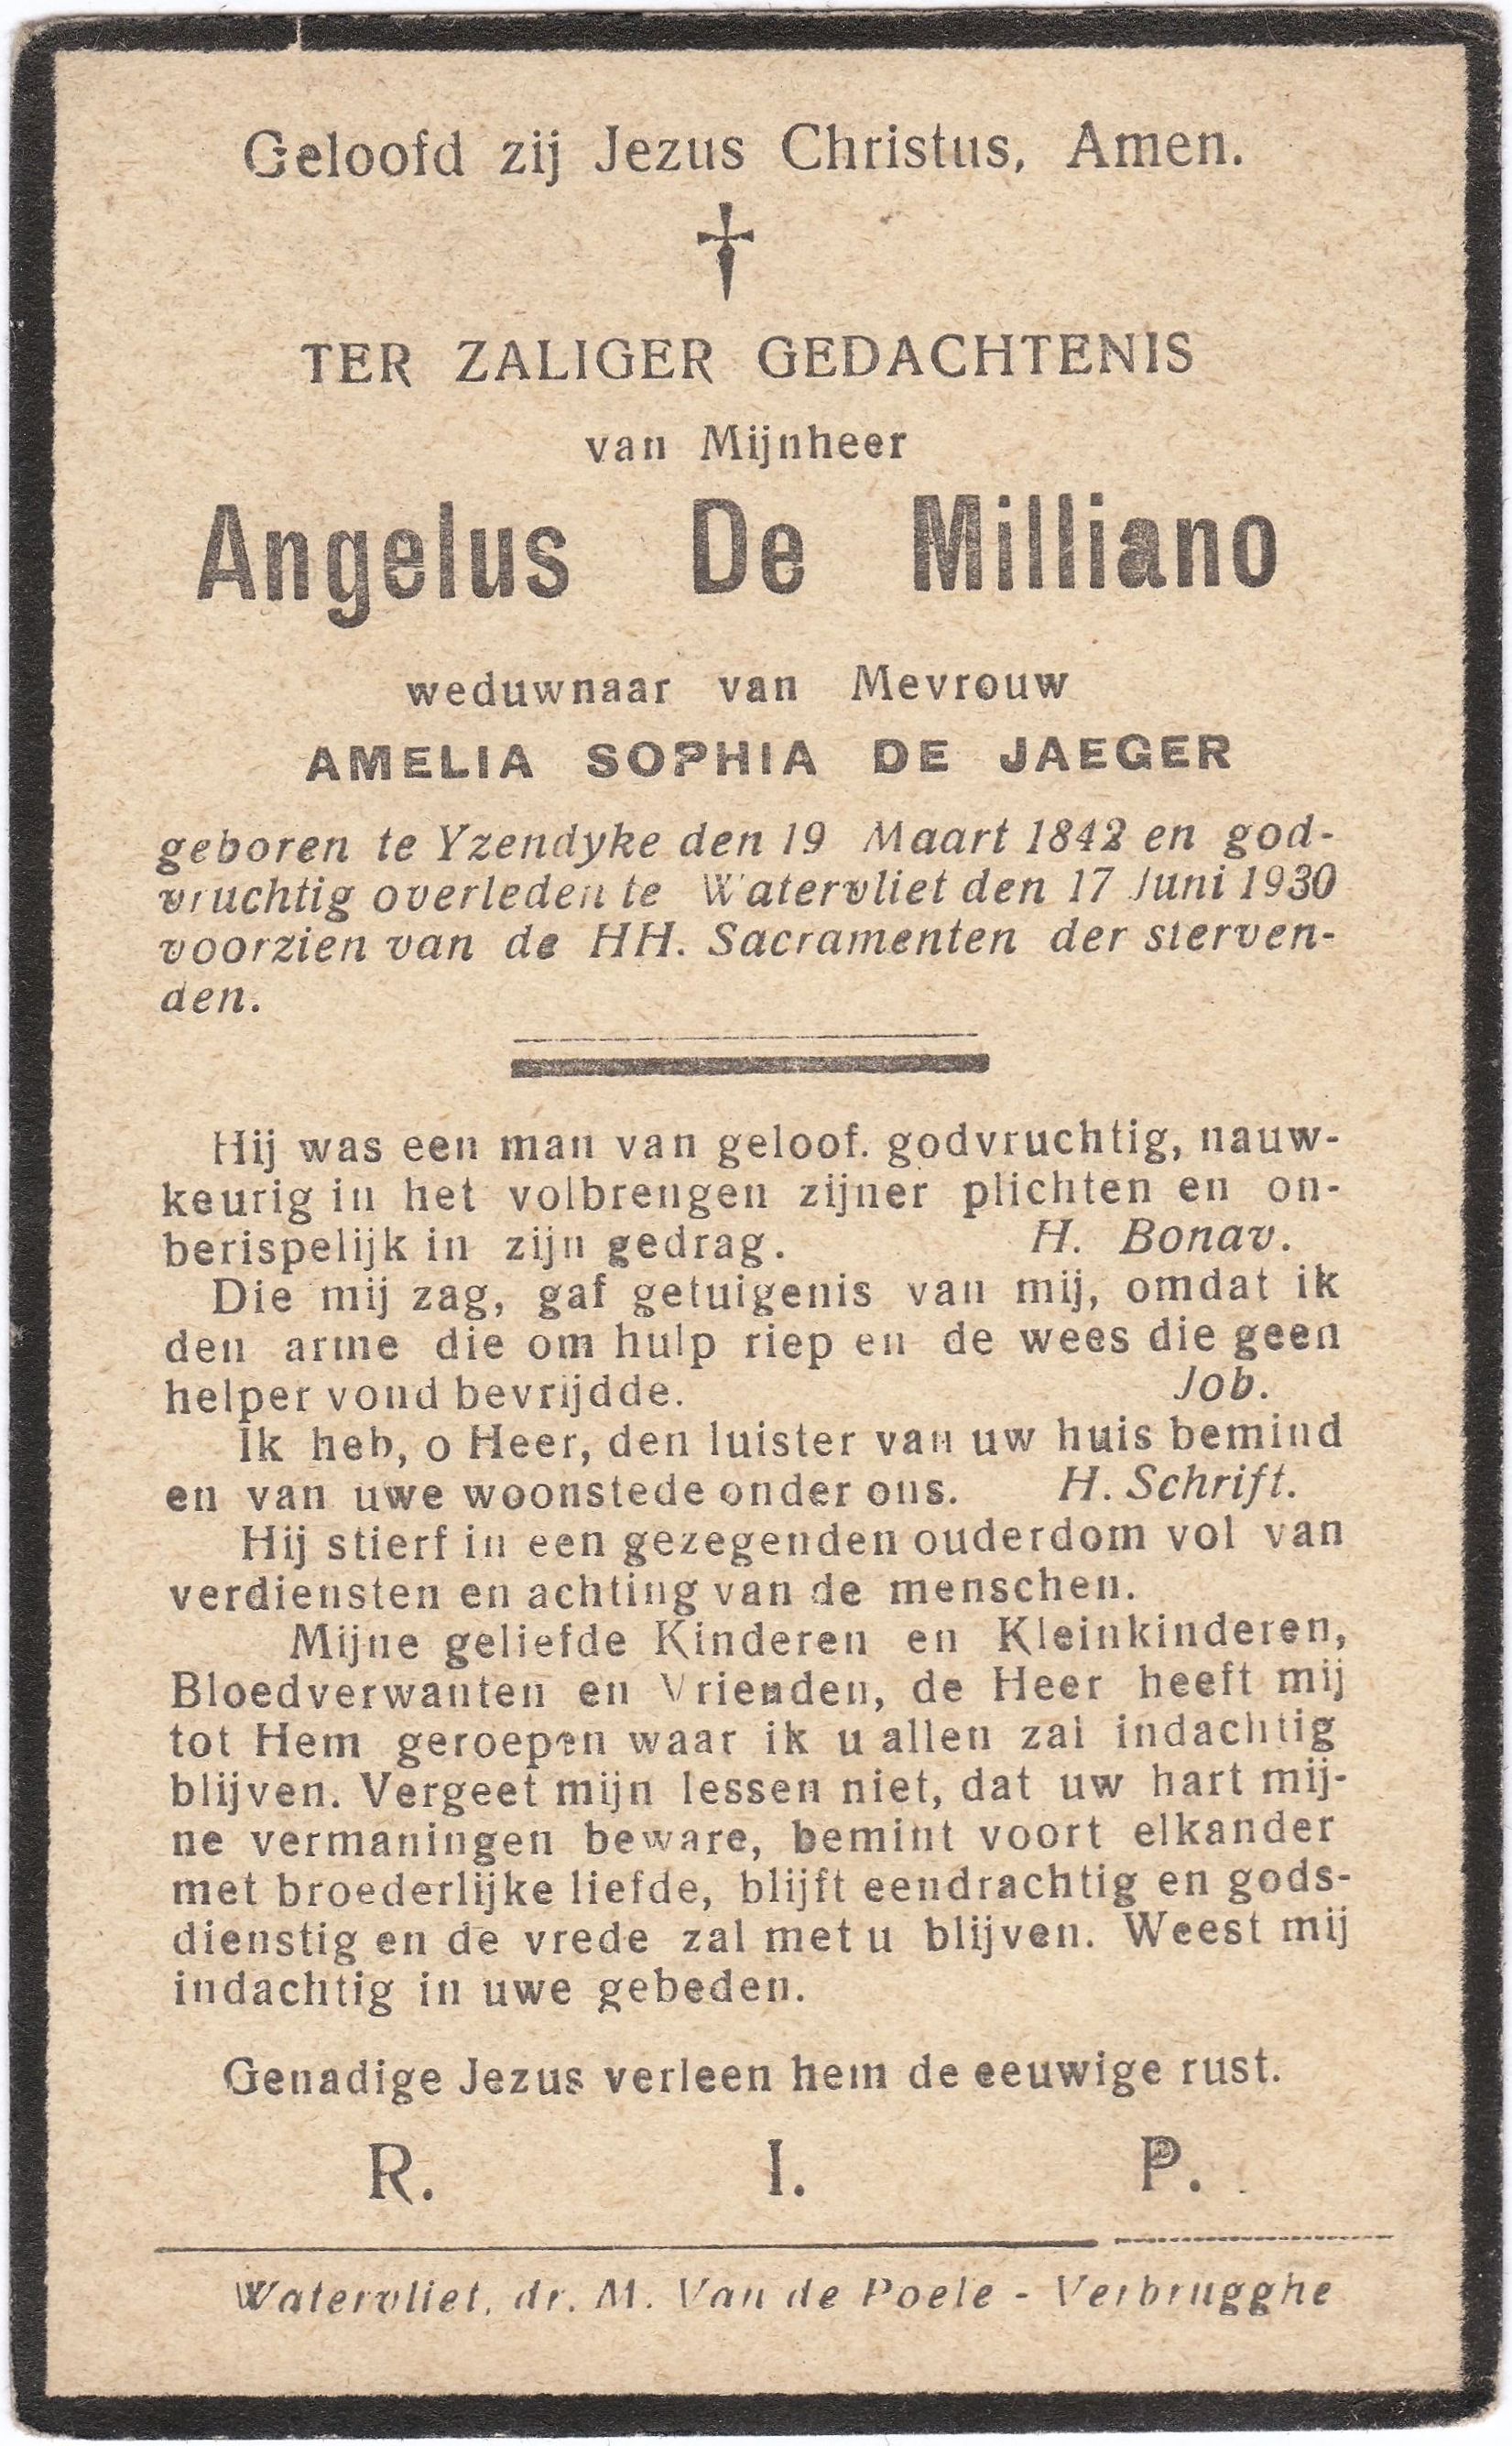 Geloofd zij Jezus Christus, Amen.
TER ZALIGER GEDACHTENIS
van Mijnheer
Angelus De Milliano
weduwnaar van Mevrouw
AMELIA SOPHIA DE JAEGER
geboren te Yzendyke den 19 Maart 1842 en god-
vruchtig overleden te Watervliet den 17 Juni 1930
voorzien van de HH. Sacramenten der sterven-
den.
Hij was een man van geloof. godvruchtig, nauw-
keurig in het volbrengen zijner plichten en on-
berispelijk in zijn gedrag. H. Bonav.
Die mij zag, gaf getuigenis van mij, omdat ik
den arme die om hulp riep en de wees die geen
helper vond bevrijdde. Job.
Ik heb, o Heer, den luister van uw huis bemind
en van uwe woonstede onder ons. H. Schrift.
Hij stierf in een gezegenden ouderdom vol van
verdiensten en achting van de menschen.
Mijne geliefde Kinderen en Kleinkinderen,
Bloedverwanten en Vrienden, de Heer heeft mij
tot Hem geroepen waar ik u allen zal indachtig
blijven. Vergeet mijn lessen niet, dat uw hart mij-
ne vermaningen beware, bemint voort elkander
met broederlijke liefde, blijft eendrachtig en gods-
dienstig en de vrede zal met u blijven. Weest mij
indachtig in uwe gebeden.
Genadige Jezus verleen hem de eeuwige rust.
R. I. P.
Watervliet, dr. M. Van de Poele - Verbrugghe